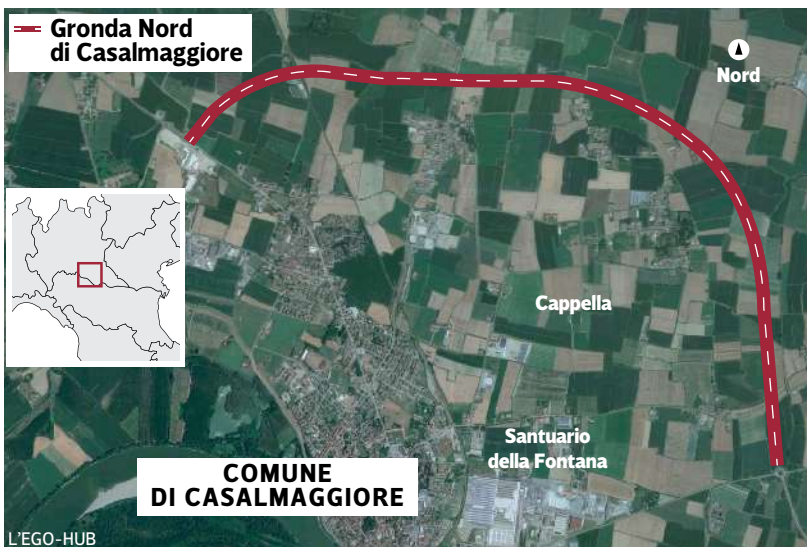 Gronda Nord
di Casalmaggiore
Nord
Cappella
Santuario
della Fontana
COMUNE
DI CASALMAGGIORE
L'EGO-HUB